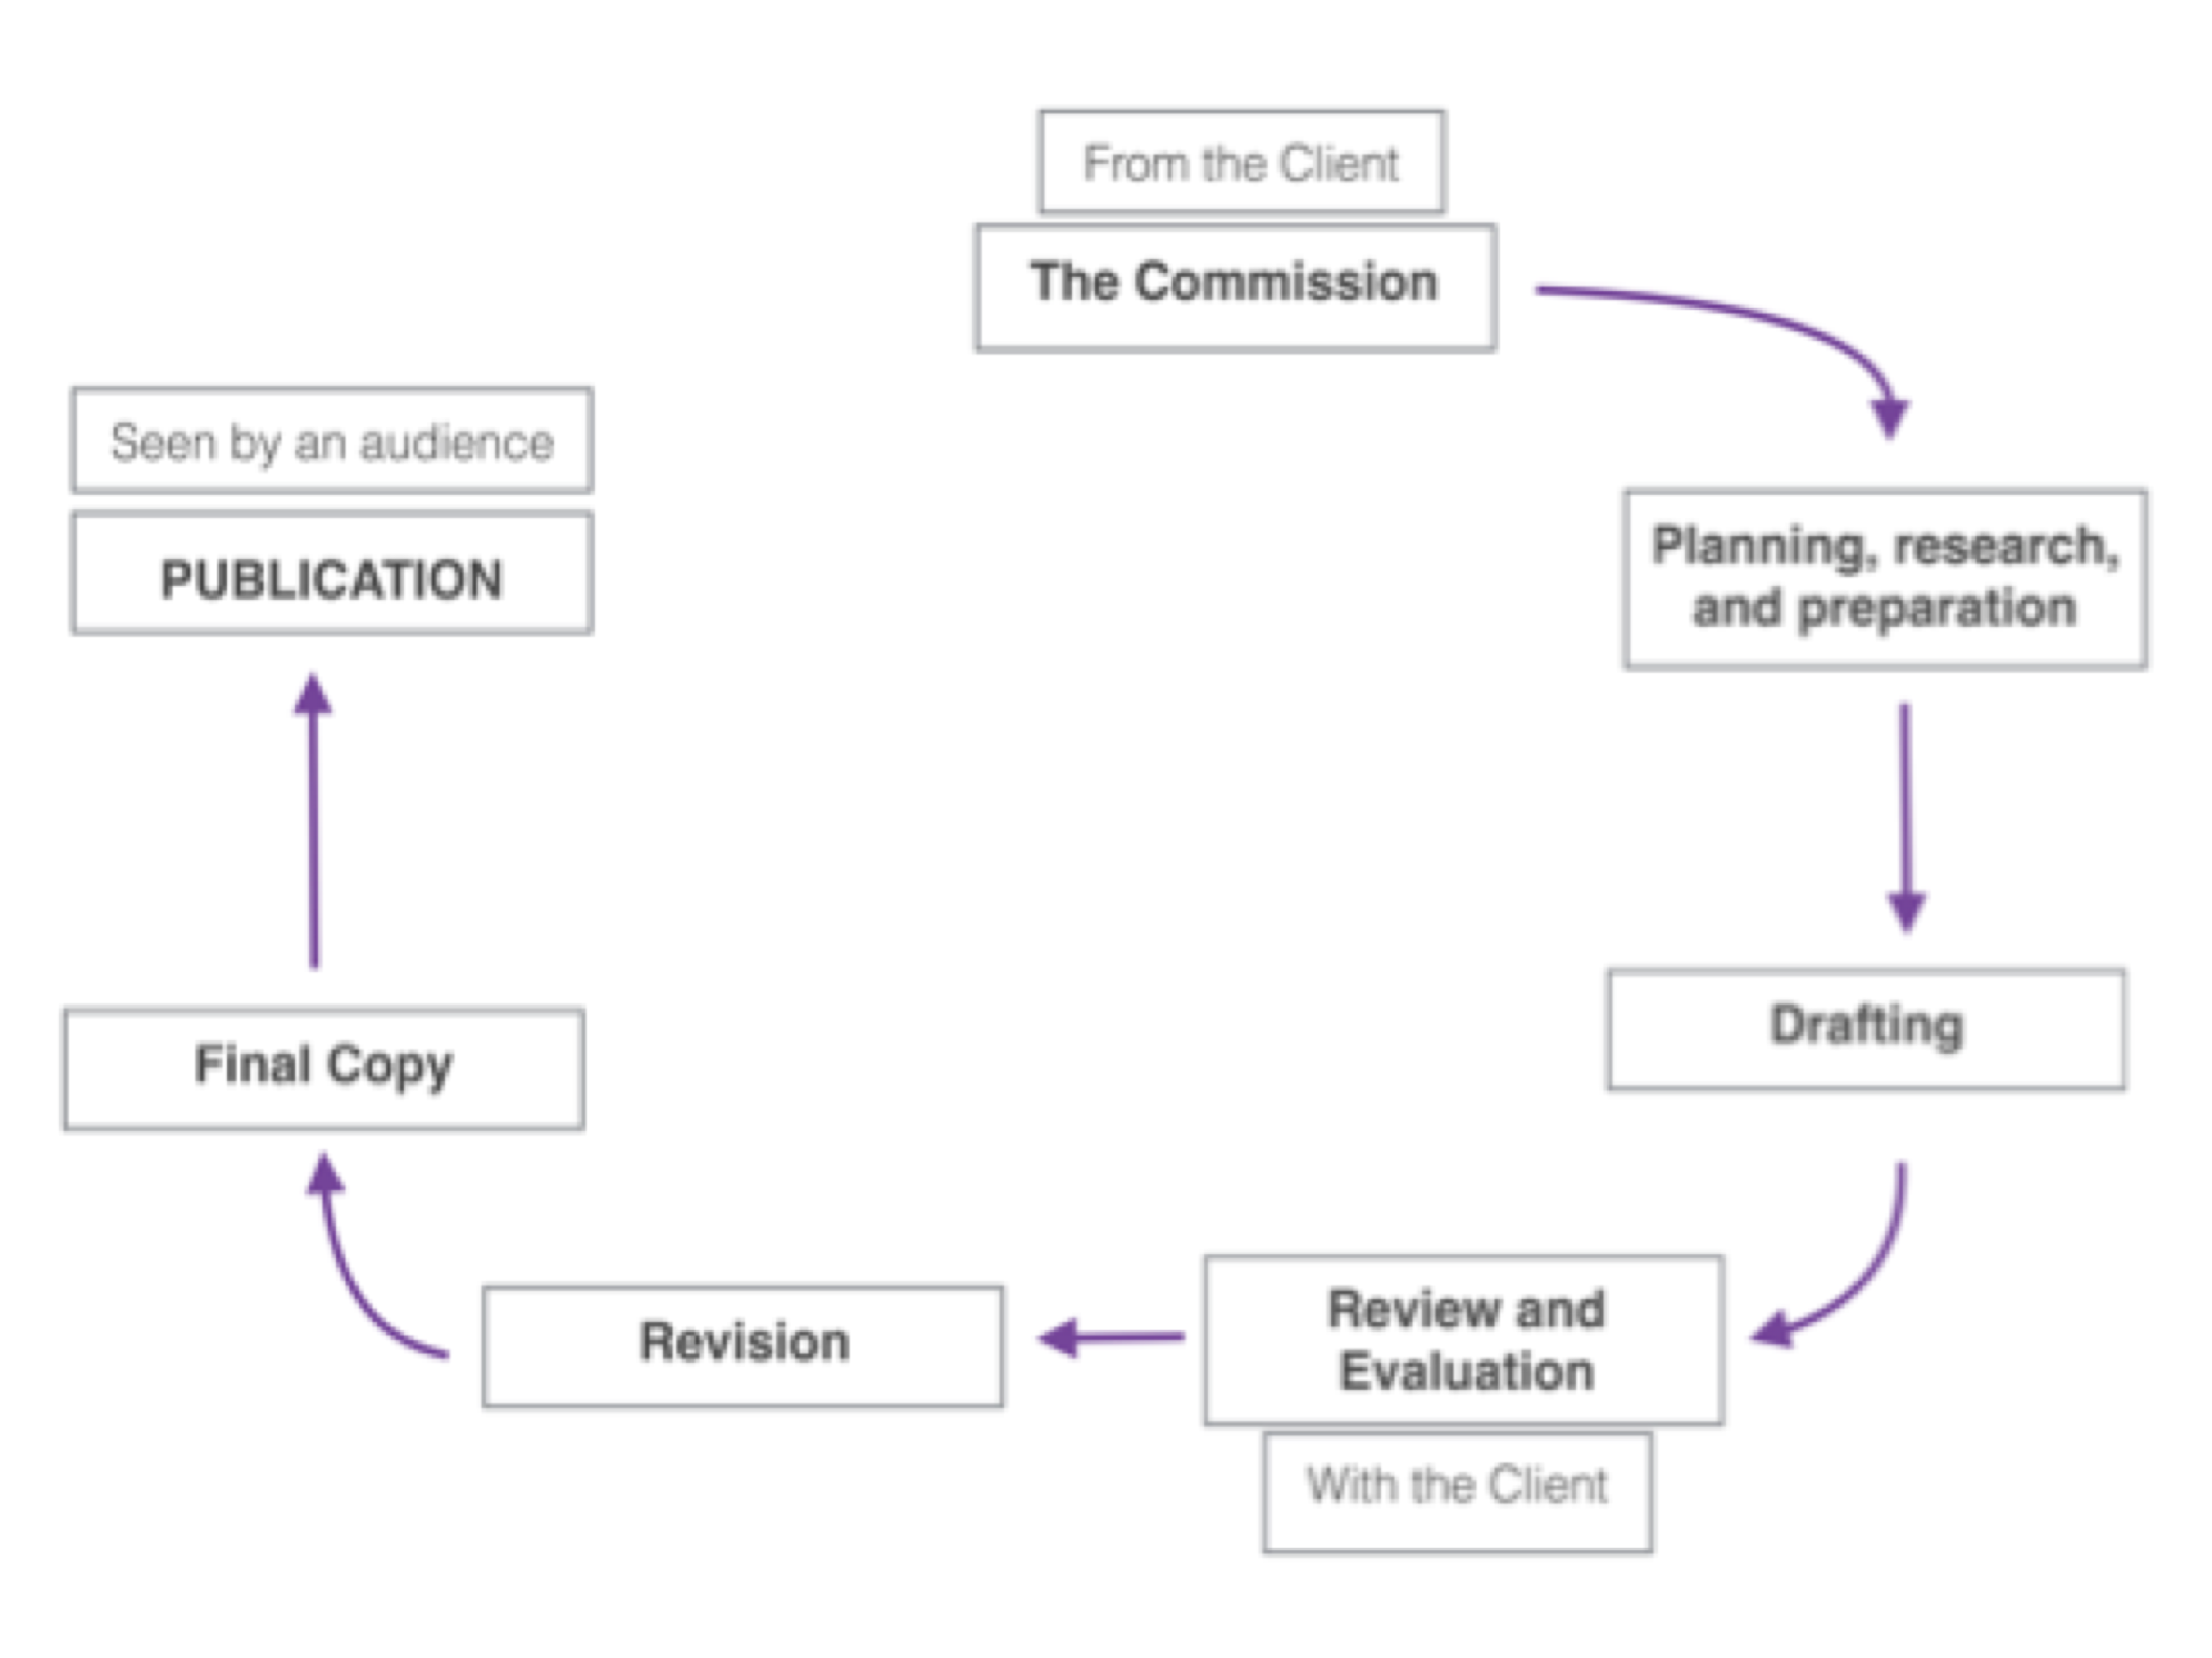 From the Client
The Commission
Planning, research,
and preparation
Drafting
Review and
Evaluation
With the Client
Revision
Final Copy
Seen by an audience
PUBLICATION